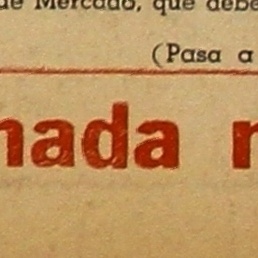 de Mercado, que debe
(Pasa a
nada n